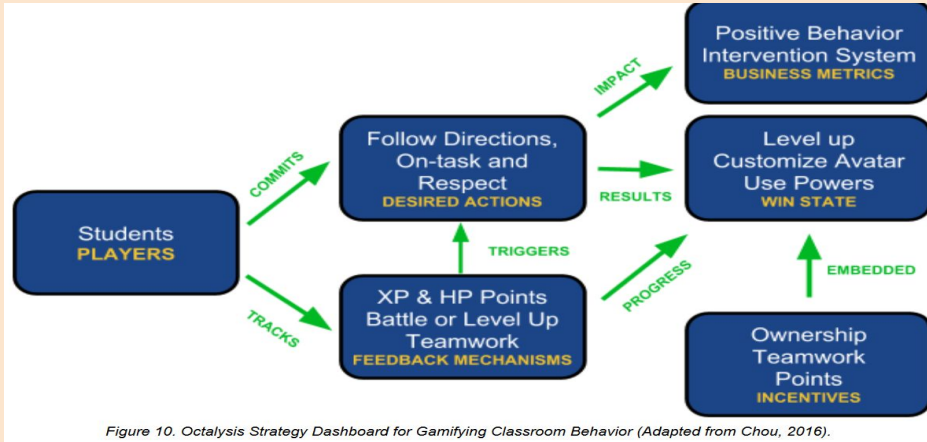 Positive Behavior
Intervention System
BUSINESS METRICS
IMPACT
Follow Directions,
On-task and
Respect
DESIRED ACTIONS
Level up
Customize Avatar
Use Powers
WIN STATE
COMMITS
RESULTS
Students
PLAYERS
TRIGGERS
PROGRESS
EMBEDDED
TRACKS
XP & HP Points
Battle or Level Up
Teamwork
FEEDBACK MECHANISMS
Ownership
Teamwork
Points
INCENTIVES
Figure 10. Octalysis Strategy Dashboard for Gamifying Classroom Behavior (Adapted from Chou, 2016).